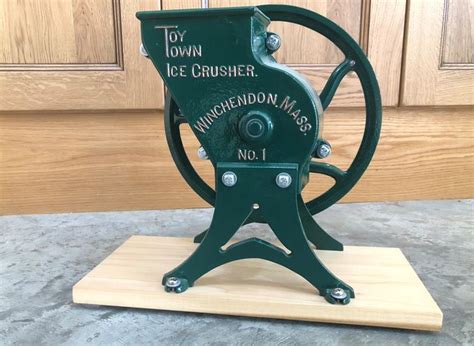 TOY
TOWN
ICE CRUSHER.
WINCHENDON, MASS.
NO. 1